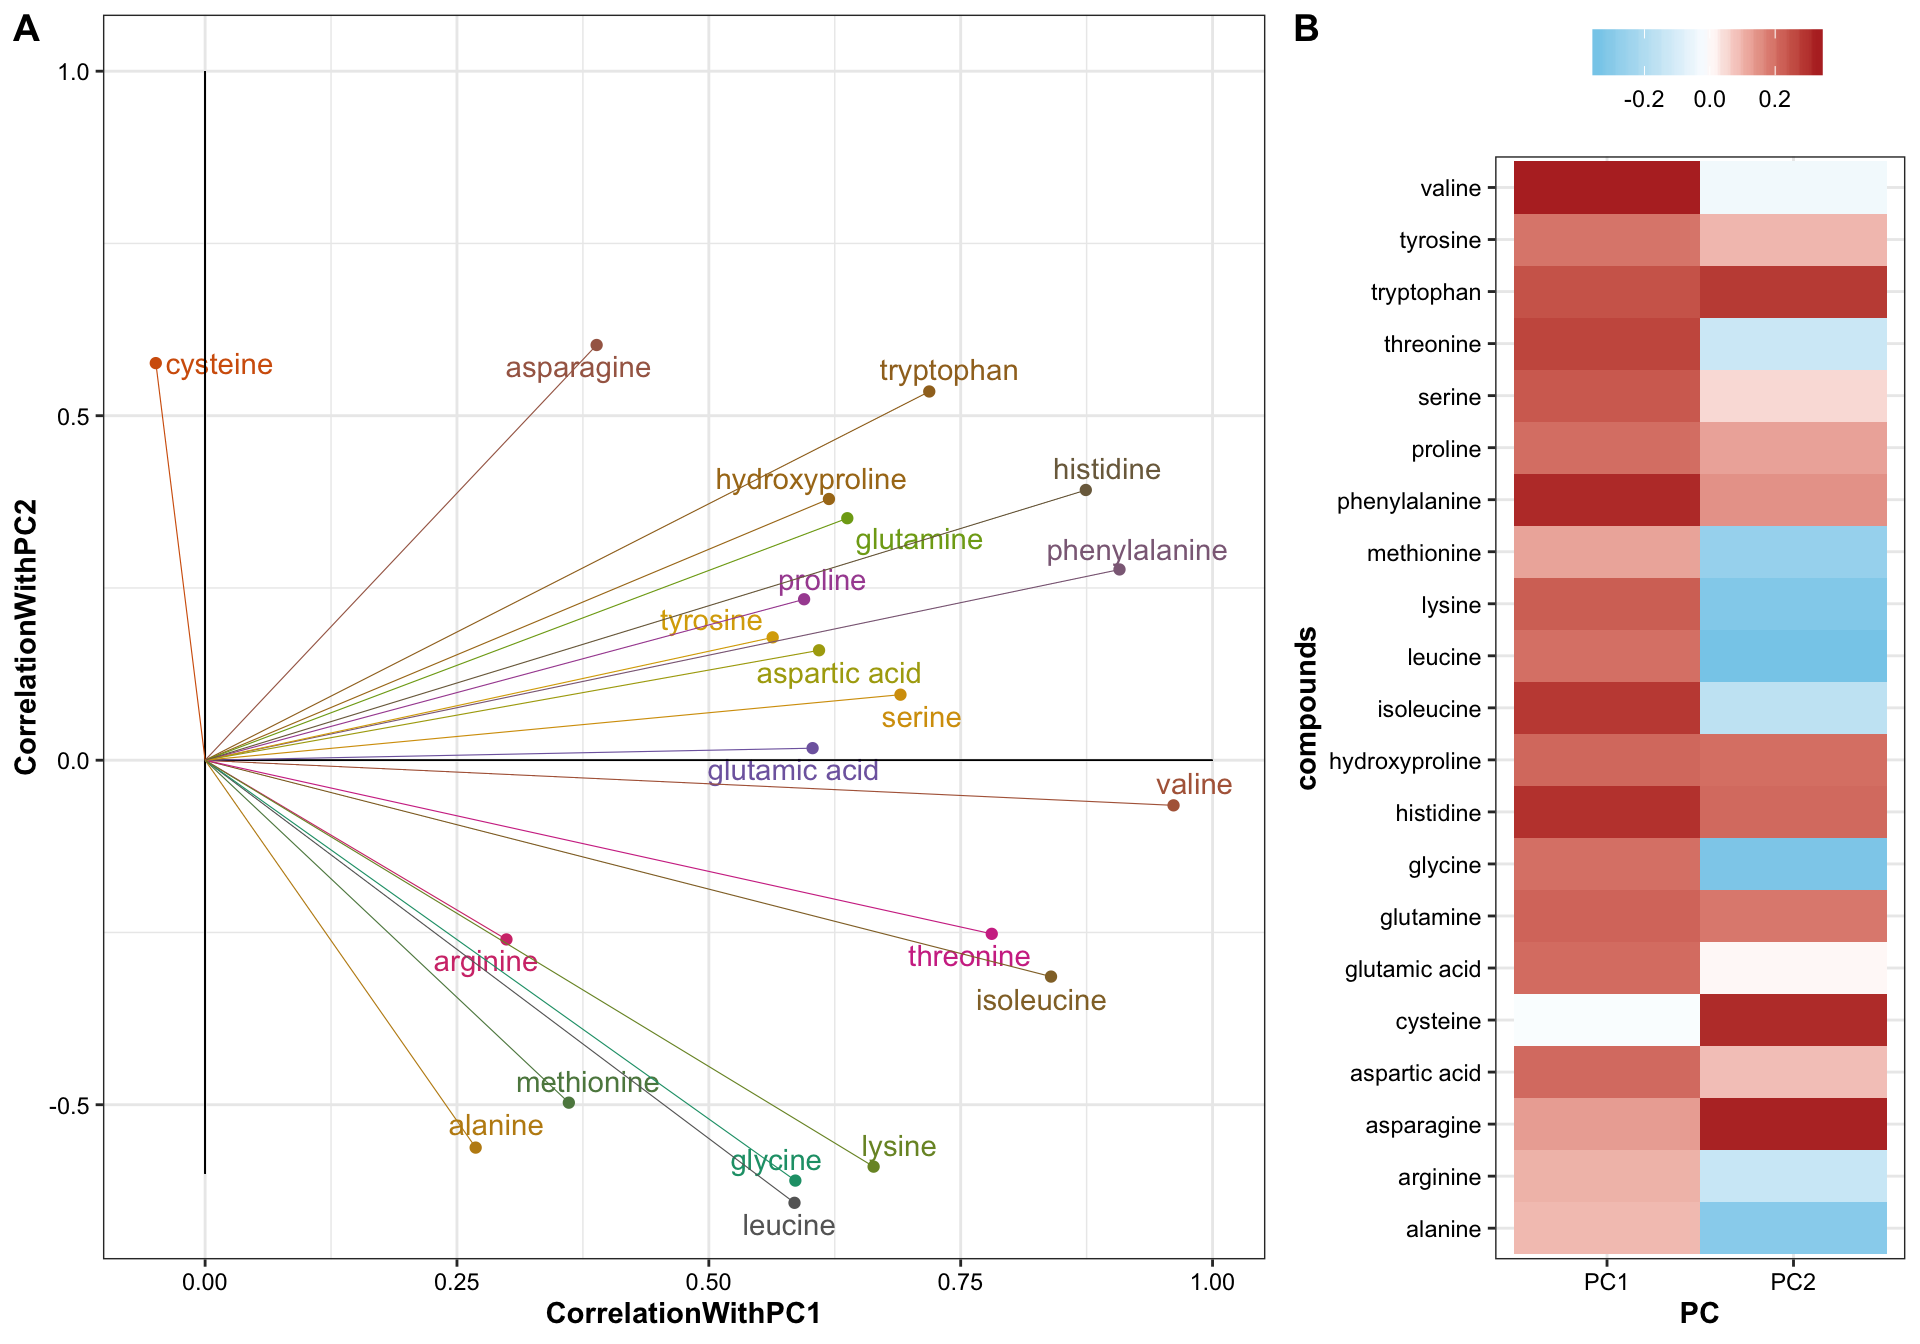 A
1.0
0.5
0.0
-0.5
CorrelationWithPC2
cysteine
asparagine
tryptophan
histidine
hydroxyproline
glutamine
phenylalanine
proline
tyrosine
aspartic acid
serine
glutamic acid
valine
threonine
arginine
isoleucine
methionine
alanine
lysine
glycine
leucine
0.00 0.25 0.50 0.75 1.00
CorrelationWithPC1
B
-0.2 0.0 0.2
compounds
valine
tyrosine
tryptophan
threonine
serine
proline
phenylalanine
methionine
lysine
leucine
isoleucine
hydroxyproline
histidine
glycine
glutamine
glutamic acid
cysteine
aspartic acid
asparagine
arginine
alanine
PC1 PC2
PC